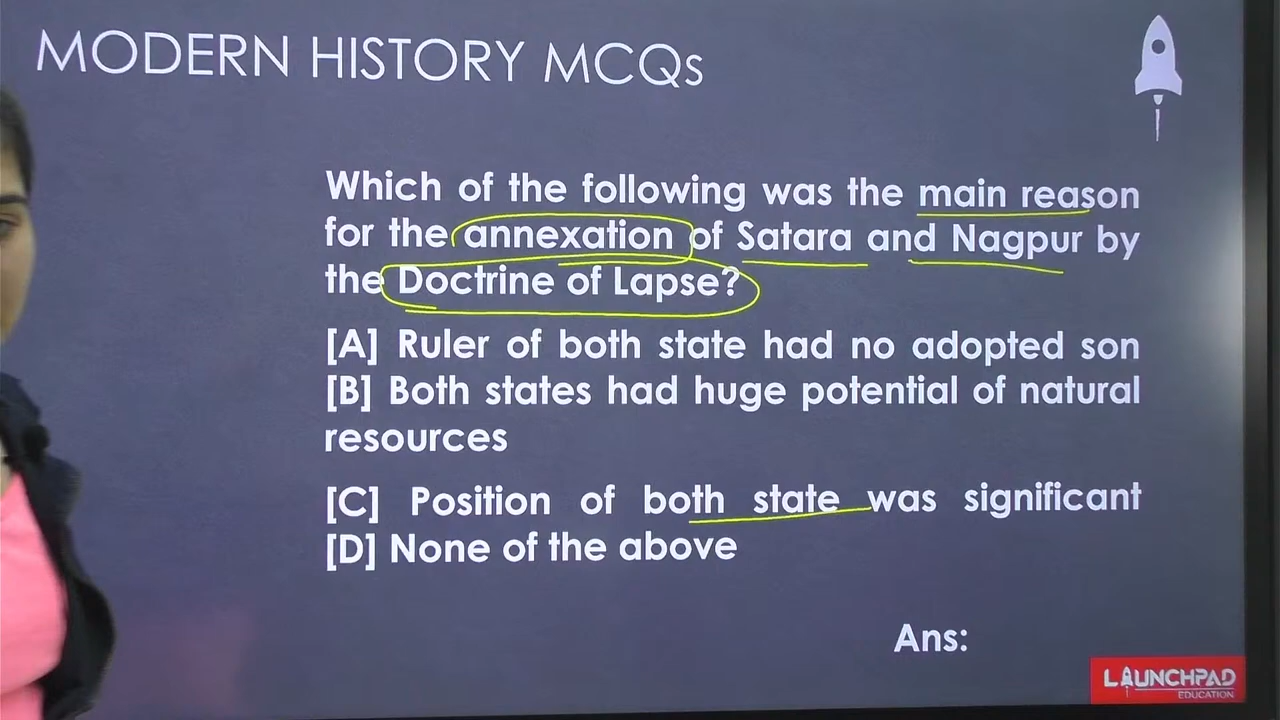 MODERN HISTORY MCQs
Which of the following was the main reason
for the annexation of Satara and Nagpur by
the Doctrine of Lapse?
[A] Ruler of both state had no adopted son
[B] Both states had huge potential of natural
resources
[C] Position of both state was significant
[D] None of the above
Ans:
LAUNCHPAD
EDUCATION